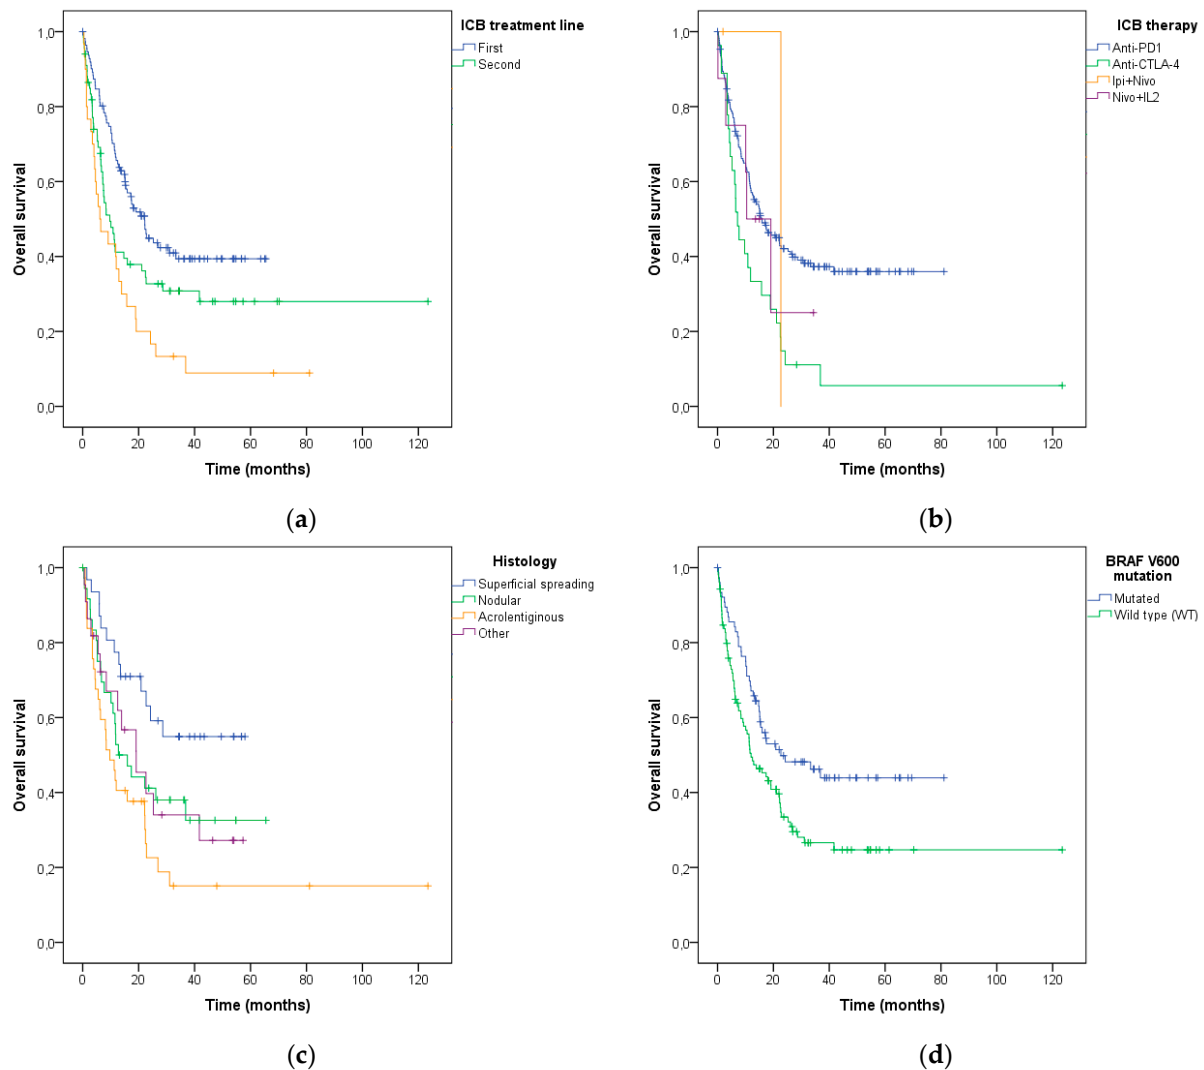 ICB treatment line
First
Second
1,0
0,8
0,6
0,4
0,2
0,0
Overall survival
0 20 40 60 80 100 120
Time (months)
(a)
ICB therapy
Anti-PD1
Anti-CTLA-4
Ipi+Nivo
Nivo+IL2
1,0
0,8
0,6
0,4
0,2
0,0
Overall survival
0 20 40 60 80 100 120
Time (months)
(b)
Histology
Superficial spreading
Nodular
Acrolentiginous
Other
1,0
0,8
0,6
0,4
0,2
0,0
Overall survival
0 20 40 60 80 100 120
Time (months)
(c)
BRAF V600
mutation
Mutated
Wild type (WT)
1,0
0,8
0,6
0,4
0,2
0,0
Overall survival
0 20 40 60 80 100 120
Time (months)
(d)